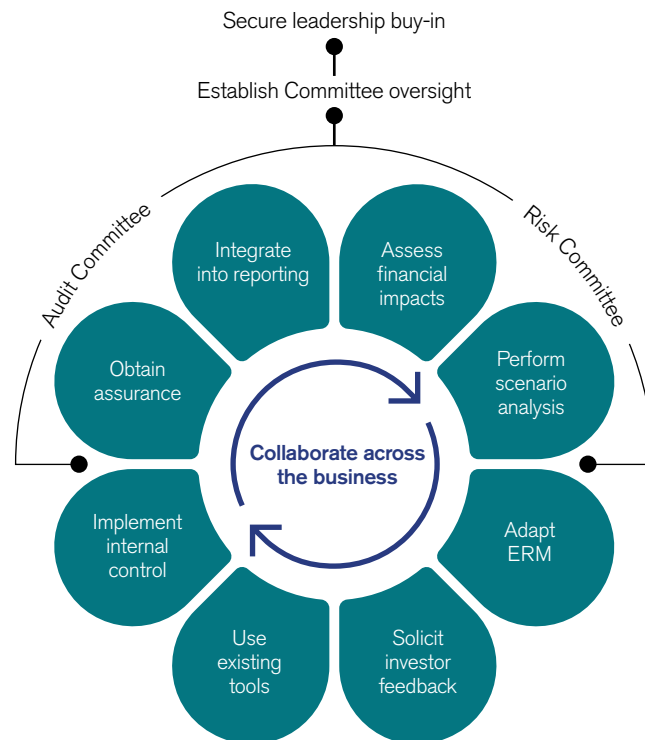 Secure leadership buy-in
Establish Committee oversight
Audit Committee
Risk Committee
Integrate
into reporting
Assess
financial
impacts
Obtain
assurance
Perform
scenario
analysis
Collaborate across
the business
Implement
internal
control
Adapt
ERM
Use
existing
tools
Solicit
investor
feedback